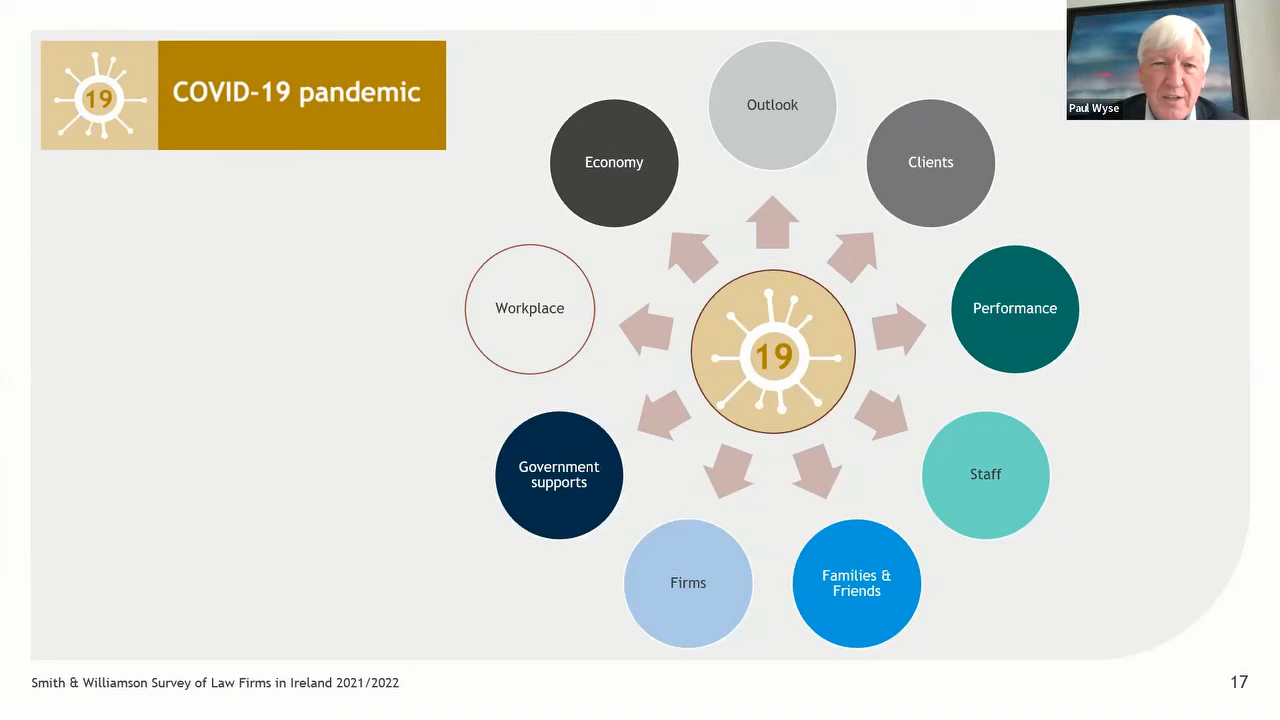 19
COVID-19 pandemic
Paul Wyse
Outlook
Economy
Clients
Workplace
Performance
19
Government
supports
Staff
Firms
Families &
Friends
Smith & Williamson Survey of Law Firms in Ireland 2021/2022
17